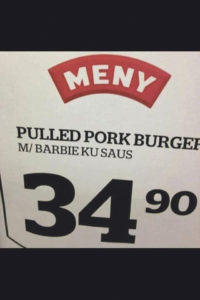 MENY
PULLED PORK BURGER
M/ BARBIE KU SAUS
34 90